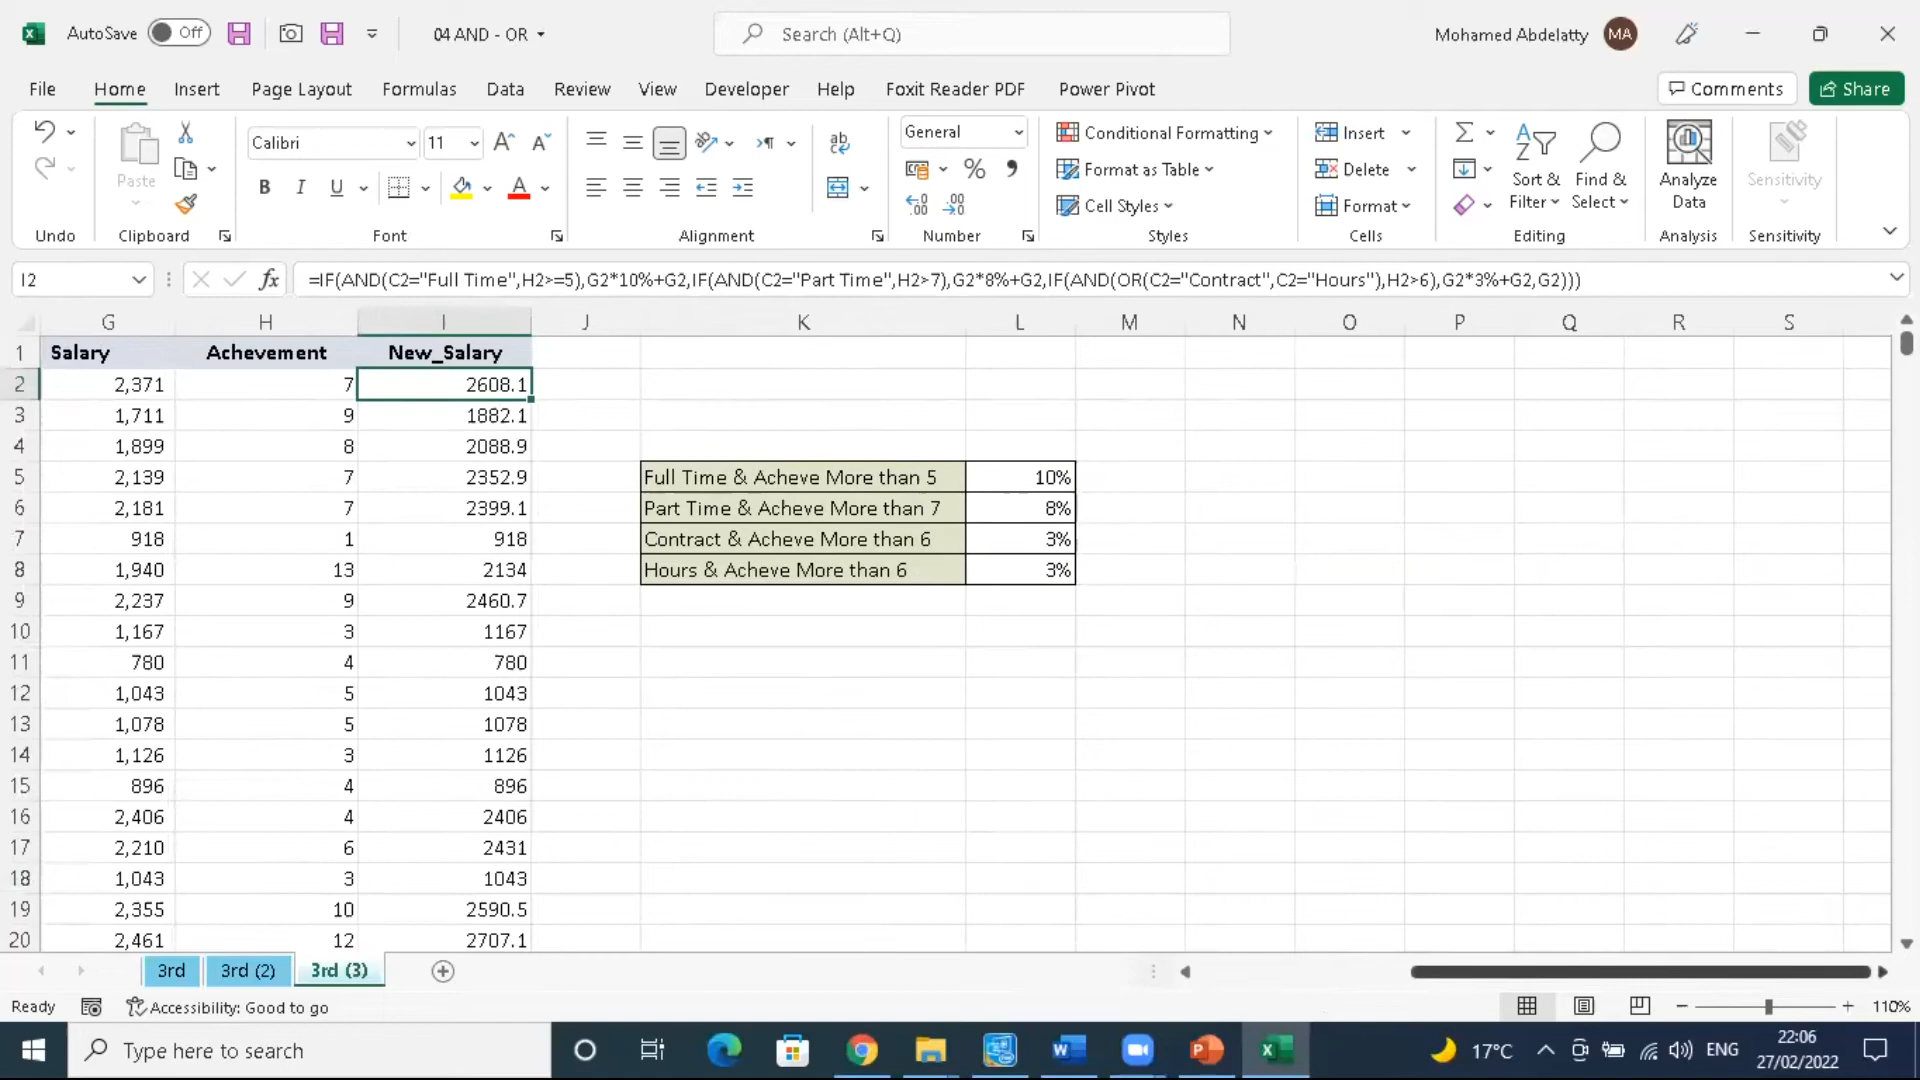 AutoSave Off 04 AND - OR Search (Alt+Q) Mohamed Abdelatty MA
File Home Insert Page Layout Formulas Data Review View Developer Help Foxit Reader PDF Power Pivot Comments Share
Paste Calibri 11 General Conditional Formatting Insert
Format as Table Delete Sort & Filter Find & Select Analyze Data Sensitivity
Cell Styles Format
Undo Clipboard Font Alignment Number Styles Cells Editing Analysis Sensitivity
I2 fx =IF(AND(C2="Full Time",H2>=5),G2*10%+G2,IF(AND(C2="Part Time",H2>7),G2*8%+G2,IF(AND(OR(C2="Contract",C2="Hours"),H2>6),G2*3%+G2,G2)))
G H I J K L M N O P Q R S
1 Salary Achevement New_Salary
2 2,371 7 2608.1
3 1,711 9 1882.1
4 1,899 8 2088.9
5 2,139 7 2352.9 Full Time & Acheve More than 5 10%
6 2,181 7 2399.1 Part Time & Acheve More than 7 8%
7 918 1 918 Contract & Acheve More than 6 3%
8 1,940 13 2134 Hours & Acheve More than 6 3%
9 2,237 9 2460.7
10 1,167 3 1167
11 780 4 780
12 1,043 5 1043
13 1,078 5 1078
14 1,126 3 1126
15 896 4 896
16 2,406 4 2406
17 2,210 6 2431
18 1,043 3 1043
19 2,355 10 2590.5
20 2,461 12 2707.1
3rd 3rd (2) 3rd (3)
Ready Accessibility: Good to go 110%
Type here to search 17°C ENG 22:06
27/02/2022